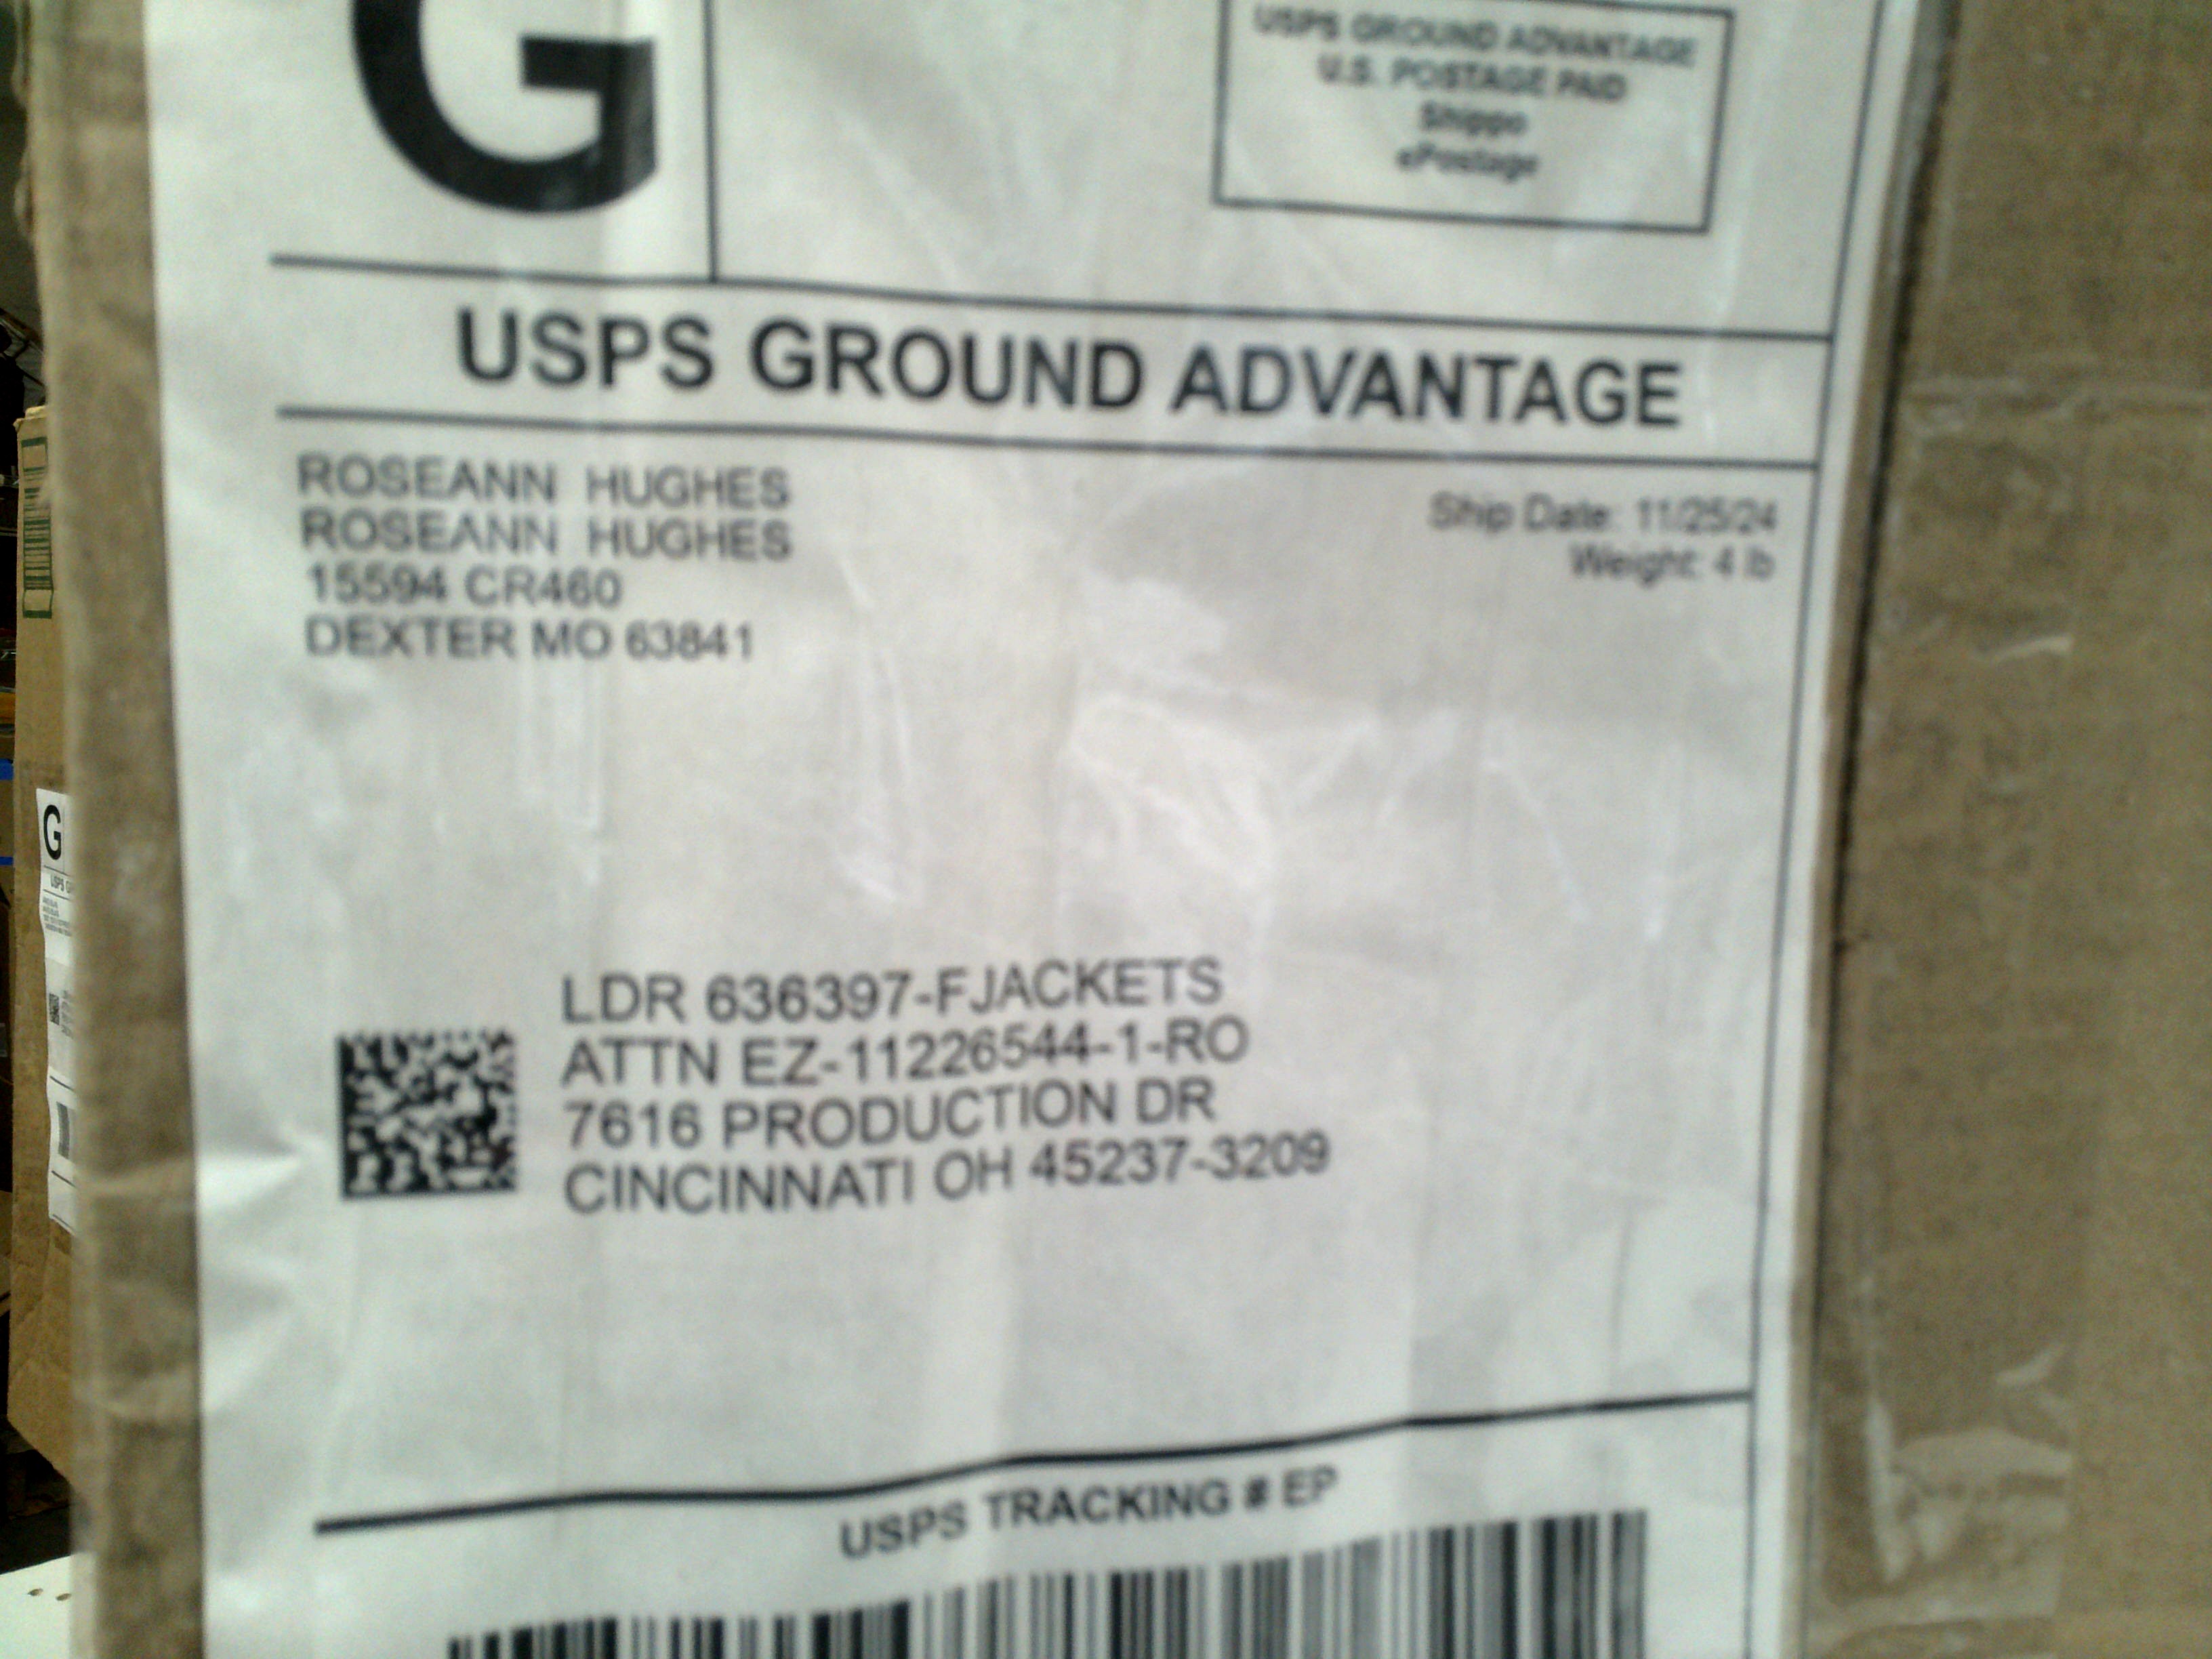 G
USPS GROUND ADVANTAGE
U.S. POSTAGE PAID
Shippo
ePostage
USPS GROUND ADVANTAGE
ROSEANN HUGHES
ROSEANN HUGHES
15594 CR460
DEXTER MO 63841
Ship Date: 11/25/24
Weight: 4 lb
LDR 636397-FJACKETS
ATTN EZ-11226544-1-RO
7616 PRODUCTION DR
CINCINNATI OH 45237-3209
USPS TRACKING # EP
G
USPS G